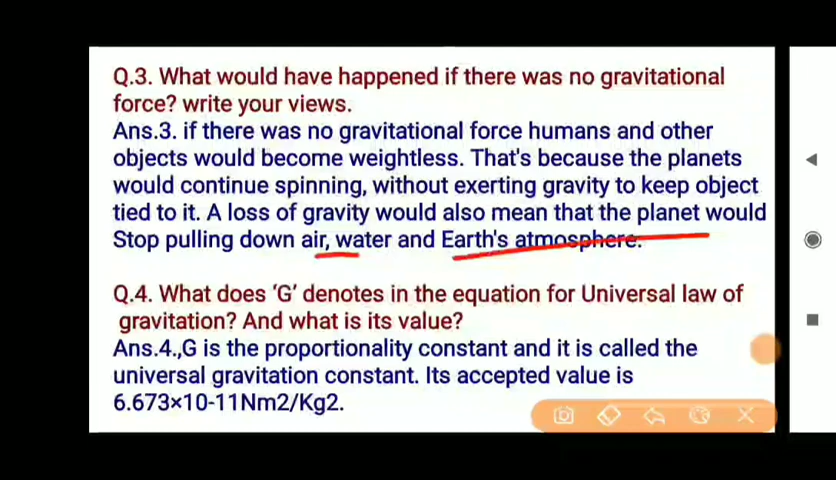 Q.3. What would have happened if there was no gravitational
force? write your views.
Ans.3. if there was no gravitational force humans and other
objects would become weightless. That's because the planets
would continue spinning, without exerting gravity to keep object
tied to it. A loss of gravity would also mean that the planet would
Stop pulling down air, water and Earth's atmosphere.
Q.4. What does ‘G’ denotes in the equation for Universal law of
gravitation? And what is its value?
Ans.4.,G is the proportionality constant and it is called the
universal gravitation constant. Its accepted value is
6.673×10-11Nm2/Kg2.